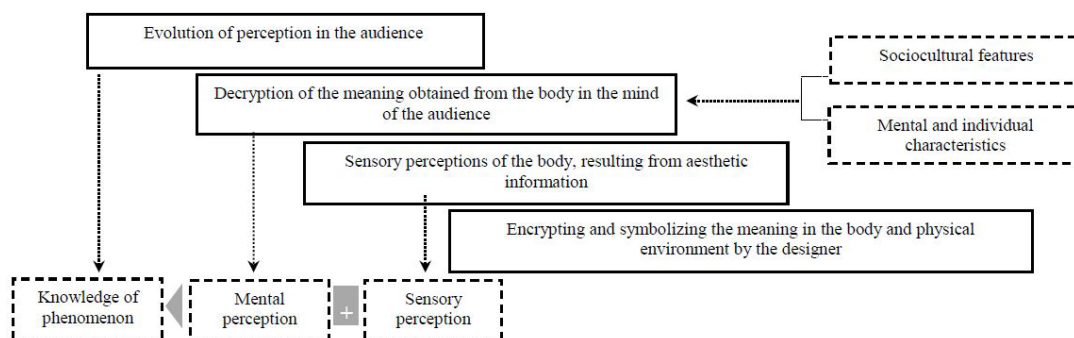 Evolution of perception in the audience
Sociocultural features
Decryption of the meaning obtained from the body in the mind
of the audience
Mental and individual
characteristics
Sensory perceptions of the body, resulting from aesthetic
information
Encrypting and symbolizing the meaning in the body and physical
environment by the designer
Knowledge of
phenomenon
Mental
perception
+
Sensory
perception